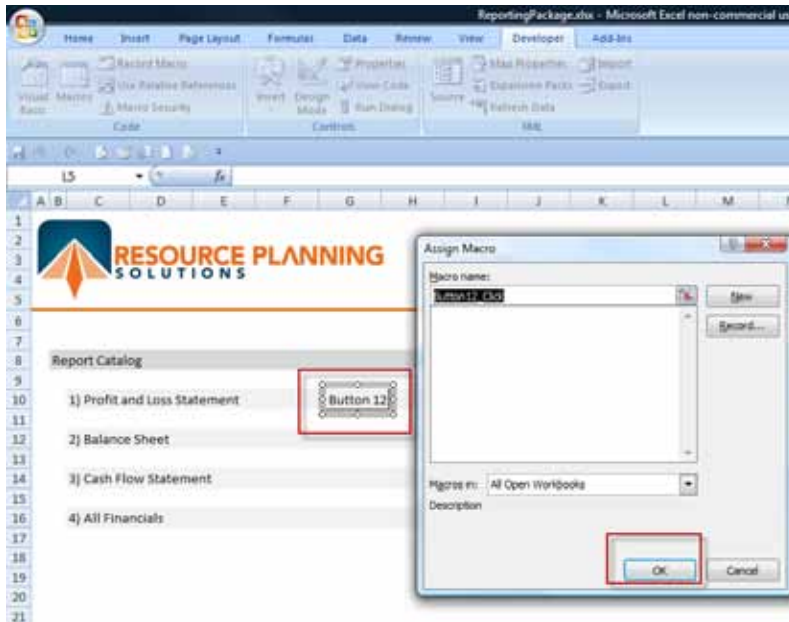 ReportingPackage.xlsx - Microsoft Excel non-commercial us
Home Insert Page Layout Formulas Data Review View Developer Add-Ins
Visual Basic Macros Record Macro Use Relative References Macro Security
Insert Design Mode Properties View Code Run Dialog
Source Map Properties Expansion Packs Refresh Data Import Export
Code Controls XML
L5 fx
A B C D E F G H I J K L M
1
2
3
4
5
6
7
8
9
10
11
12
13
14
15
16
17
18
19
20
21
RESOURCE PLANNING
SOLUTIONS
Report Catalog
1) Profit and Loss Statement
Button 12
2) Balance Sheet
3) Cash Flow Statement
4) All Financials
Assign Macro
Macro name:
Button12_Click
New
Record...
Macros in: All Open Workbooks
Description
OK Cancel